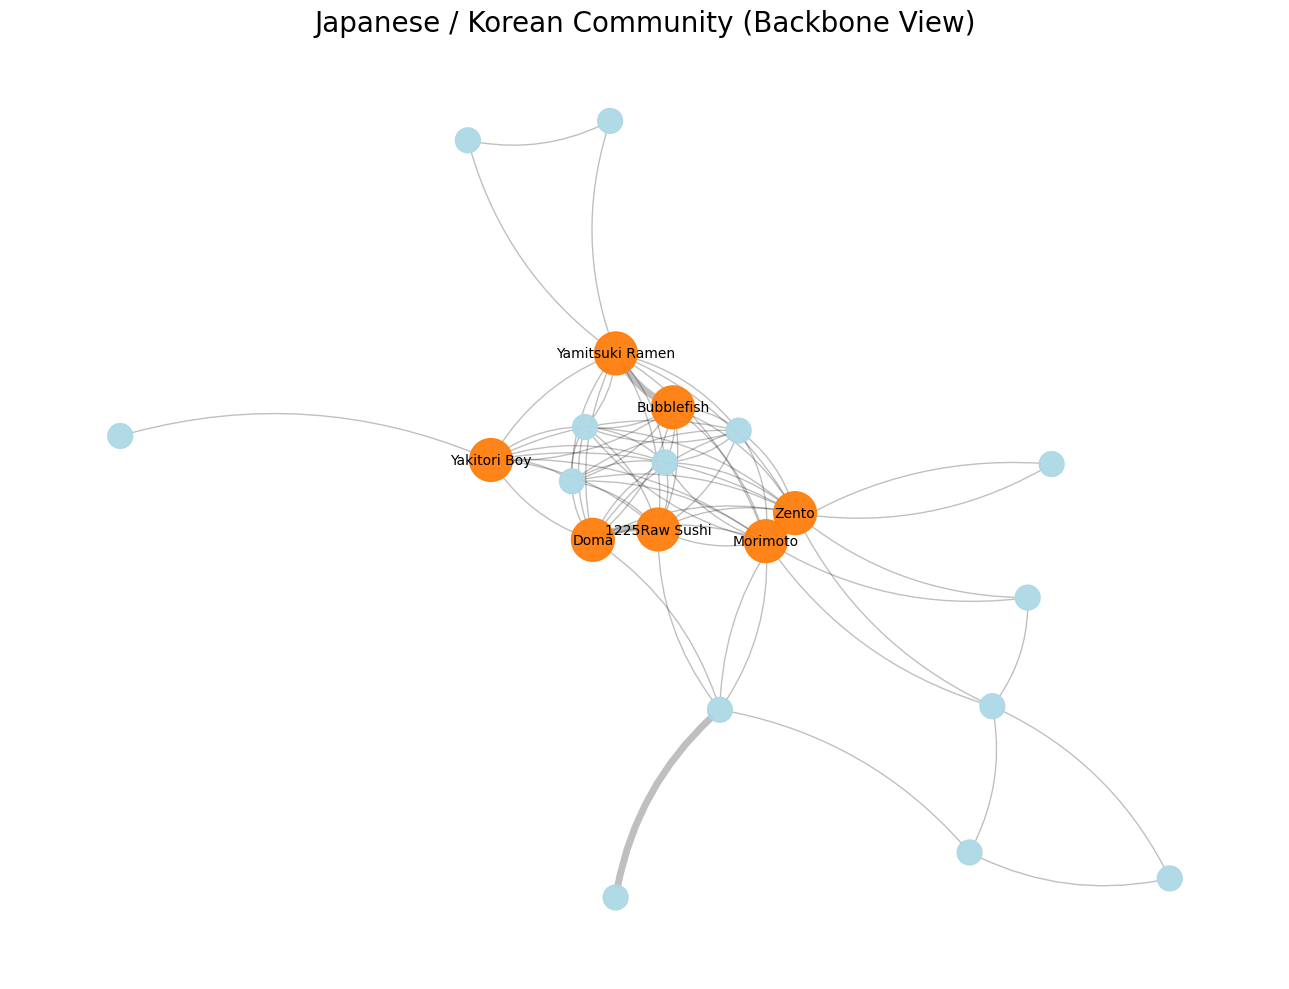 Japanese / Korean Community (Backbone View)
Yamitsuki Ramen
Bubblefish
Yakitori Boy
Zento
1225Raw Sushi
Doma
Morimoto